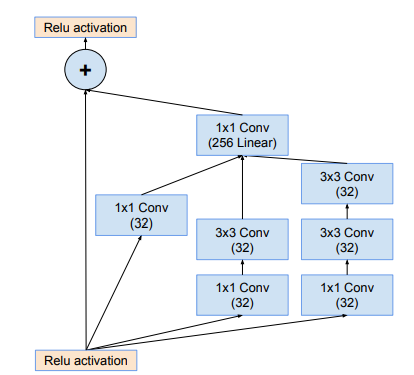 Relu activation
+
1x1 Conv
(256 Linear)
3x3 Conv
(32)
1x1 Conv
(32)
3x3 Conv
(32)
3x3 Conv
(32)
1x1 Conv
(32)
1x1 Conv
(32)
Relu activation